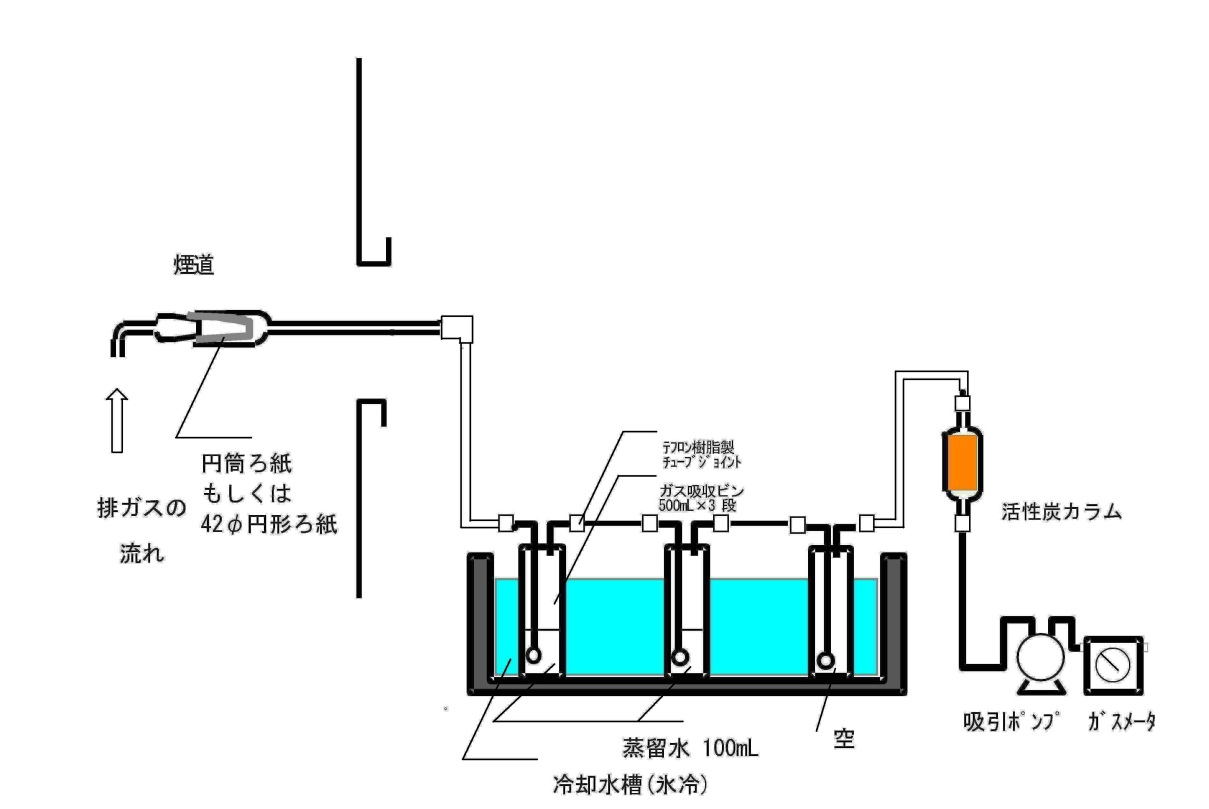 煙道
円筒ろ紙
もしくは
42φ円形ろ紙
排ガスの
流れ
ﾃﾌﾛﾝ樹脂製
ﾁｭｰﾌﾞｼﾞｮｲﾝﾄ
ガス吸収ビン
500mL×3 段
活性炭カラム
吸引ﾎﾟﾝﾌﾟ
ｶﾞｽﾒｰﾀ
空
蒸留水 100mL
冷却水槽(氷冷)